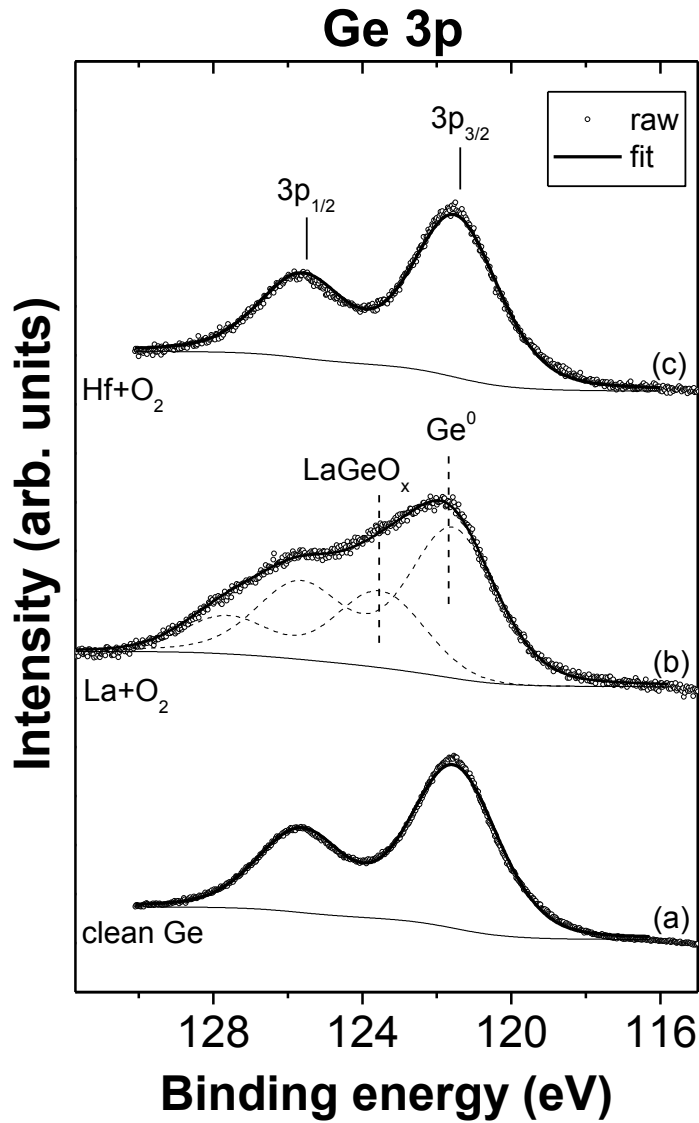 Ge 3p
raw
fit
3p1/2
3p3/2
(c)
Hf+O2
Ge0
LaGeOx
(b)
La+O2
(a)
clean Ge
Intensity (arb. units)
128 124 120 116
Binding energy (eV)